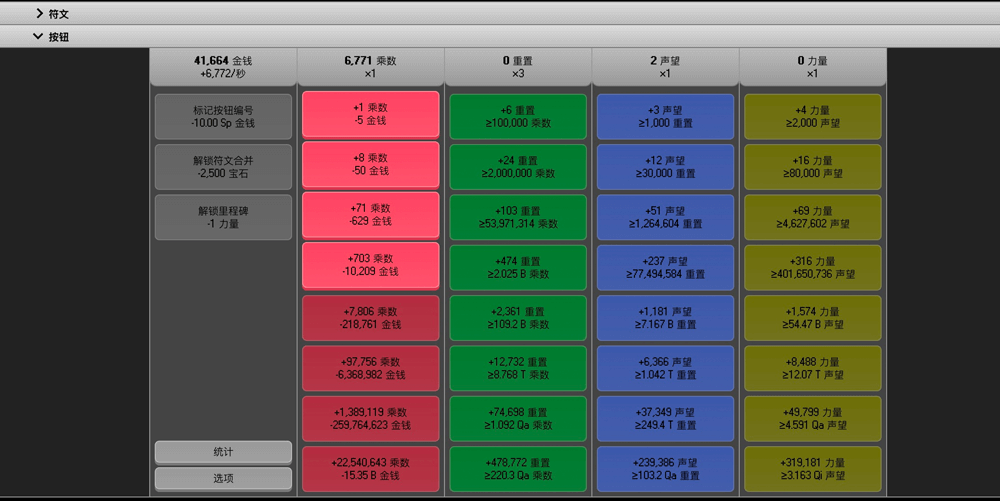 符文
按钮
41,664 金钱
+6,772/秒
6,771 乘数
×1
0 重置
×3
2 声望
×1
0 力量
×1
标记按钮编号
-10.00 Sp 金钱
+1 乘数
-5 金钱
+6 重置
≥100,000 乘数
+3 声望
≥1,000 重置
+4 力量
≥2,000 声望
解锁符文合并
-2,500 宝石
+8 乘数
-50 金钱
+24 重置
≥2,000,000 乘数
+12 声望
≥30,000 重置
+16 力量
≥80,000 声望
解锁里程碑
-1 力量
+71 乘数
-629 金钱
+103 重置
≥53,971,314 乘数
+51 声望
≥1,264,604 重置
+69 力量
≥4,627,602 声望
+703 乘数
-10,209 金钱
+474 重置
≥2.025 B 乘数
+237 声望
≥77,494,584 重置
+316 力量
≥401,650,736 声望
+7,806 乘数
-218,761 金钱
+2,361 重置
≥109.2 B 乘数
+1,181 声望
≥7.167 B 重置
+1,574 力量
≥54.47 B 声望
+97,756 乘数
-6,368,982 金钱
+12,732 重置
≥8.768 T 乘数
+6,366 声望
≥1.042 T 重置
+8,488 力量
≥12.07 T 声望
+1,389,119 乘数
-259,764,623 金钱
+74,698 重置
≥1.092 Qa 乘数
+37,349 声望
≥249.4 T 重置
+49,799 力量
≥4.591 Qa 声望
统计
选项
+22,540,643 乘数
-15.35 B 金钱
+478,772 重置
≥220.3 Qa 乘数
+239,386 声望
≥103.2 Qa 重置
+319,181 力量
≥3.163 Qi 声望